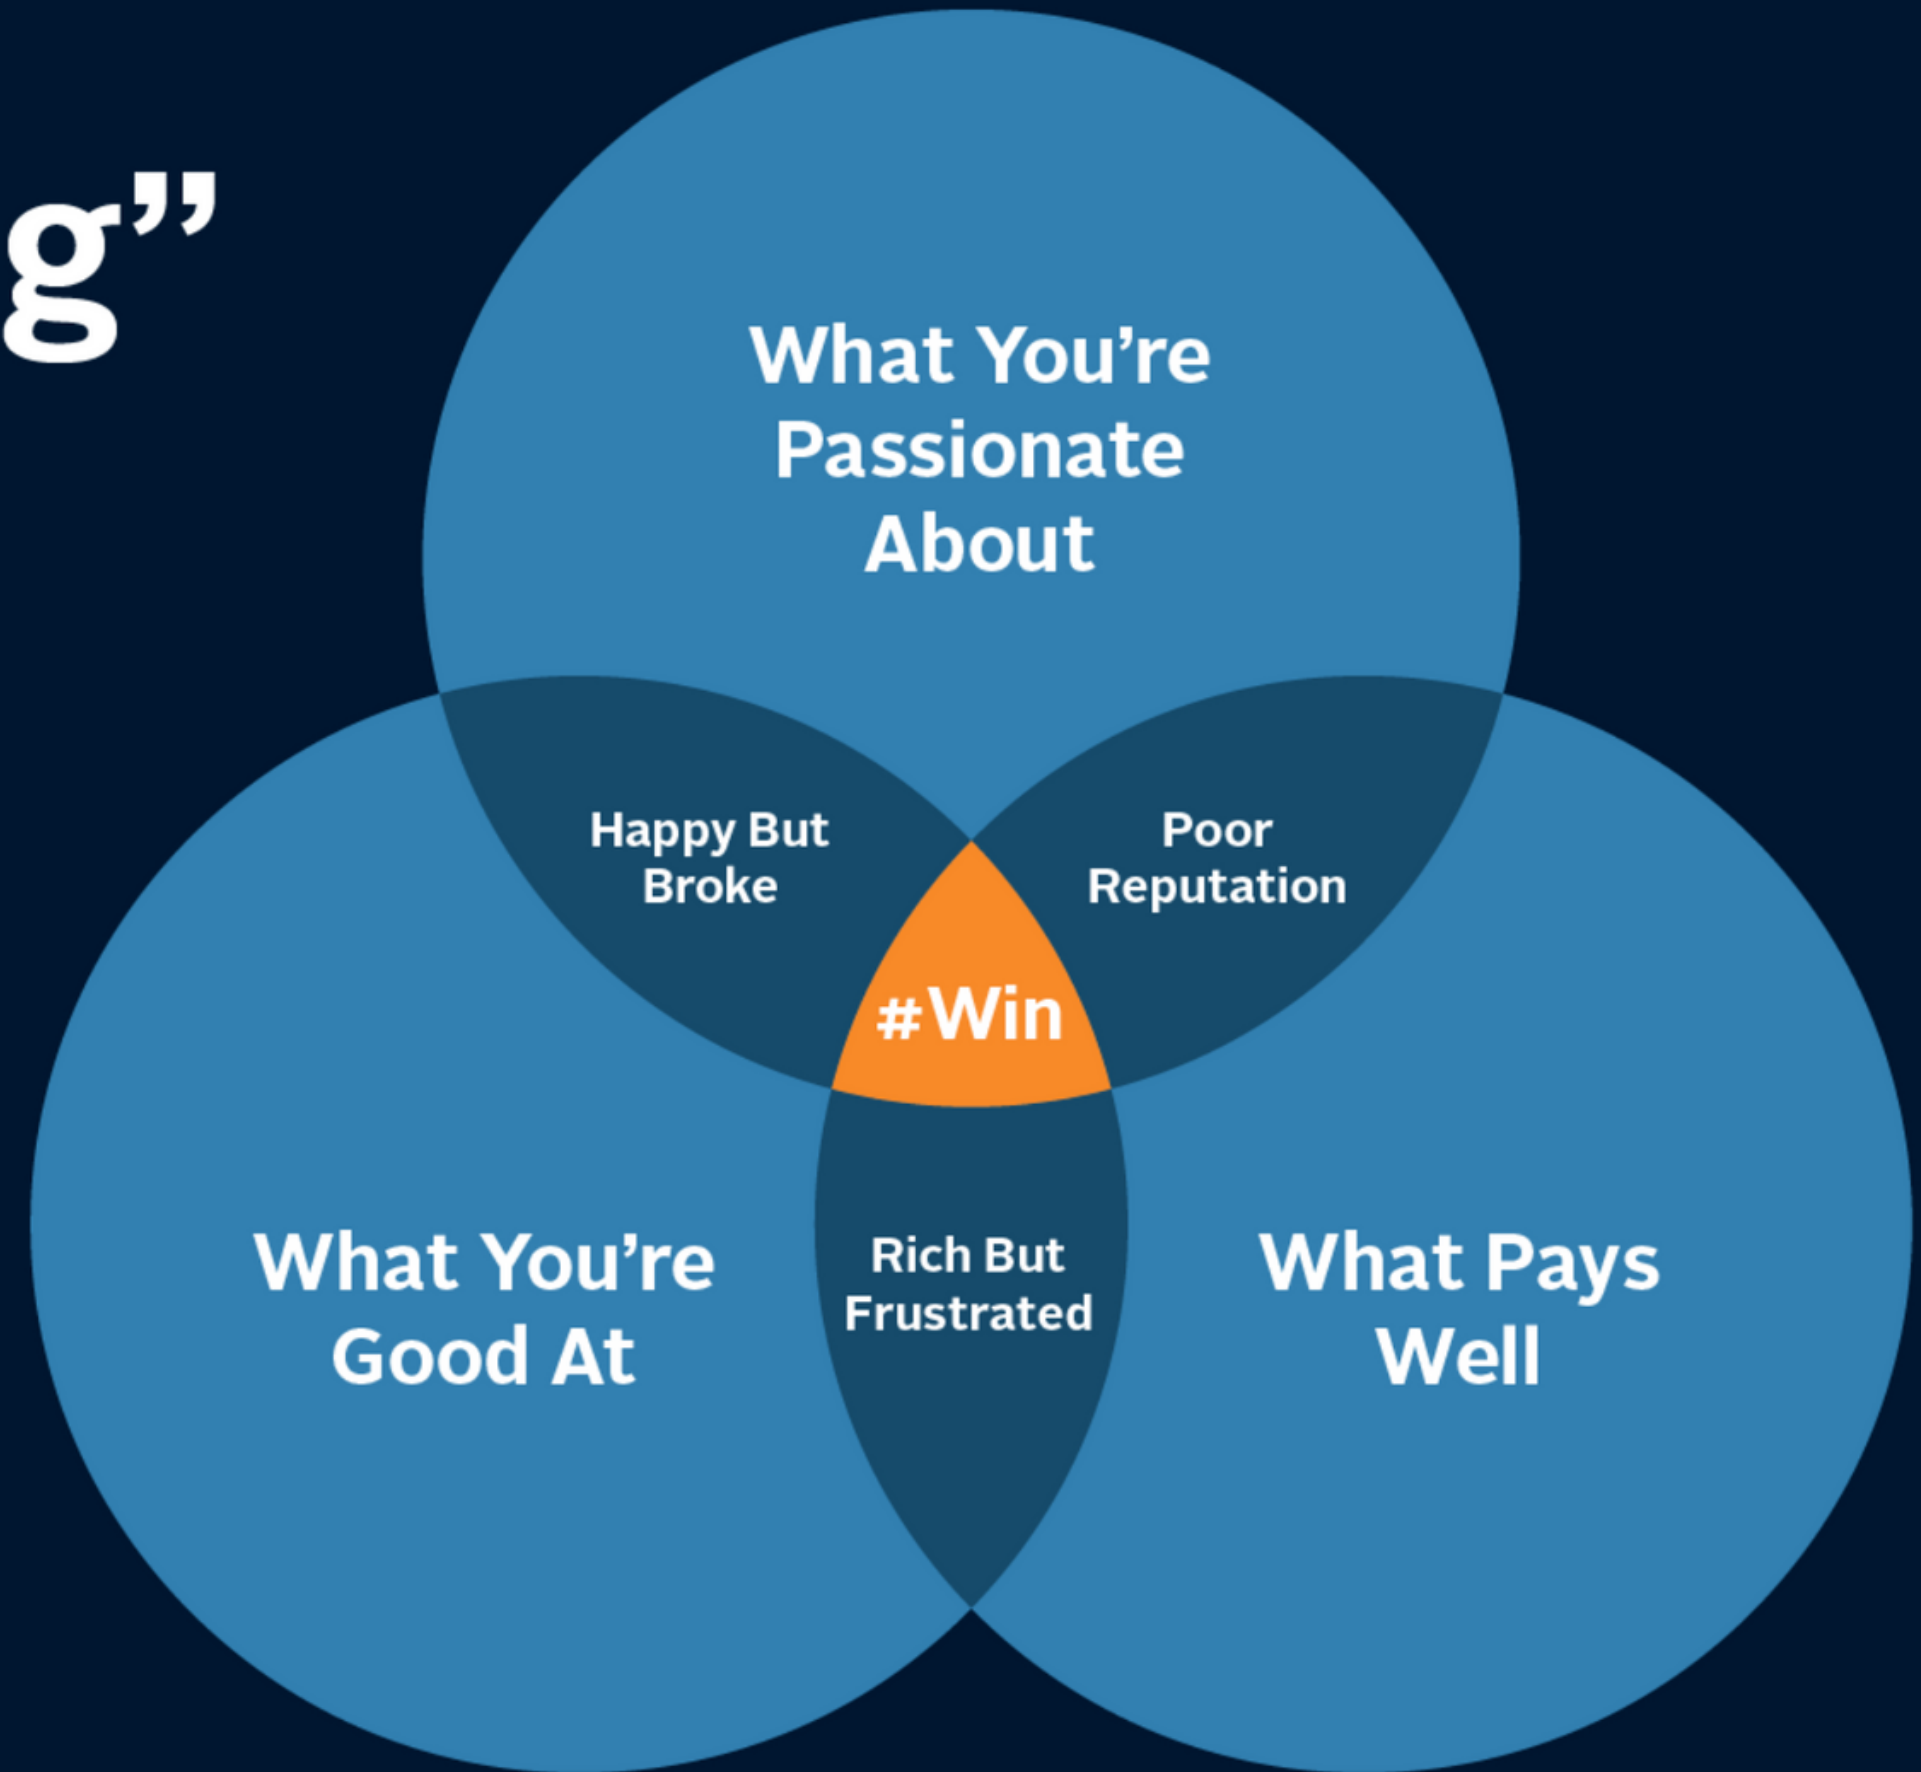 g”
What You’re
Passionate
About
Happy But
Broke
Poor
Reputation
#Win
What You’re
Good At
Rich But
Frustrated
What Pays
Well